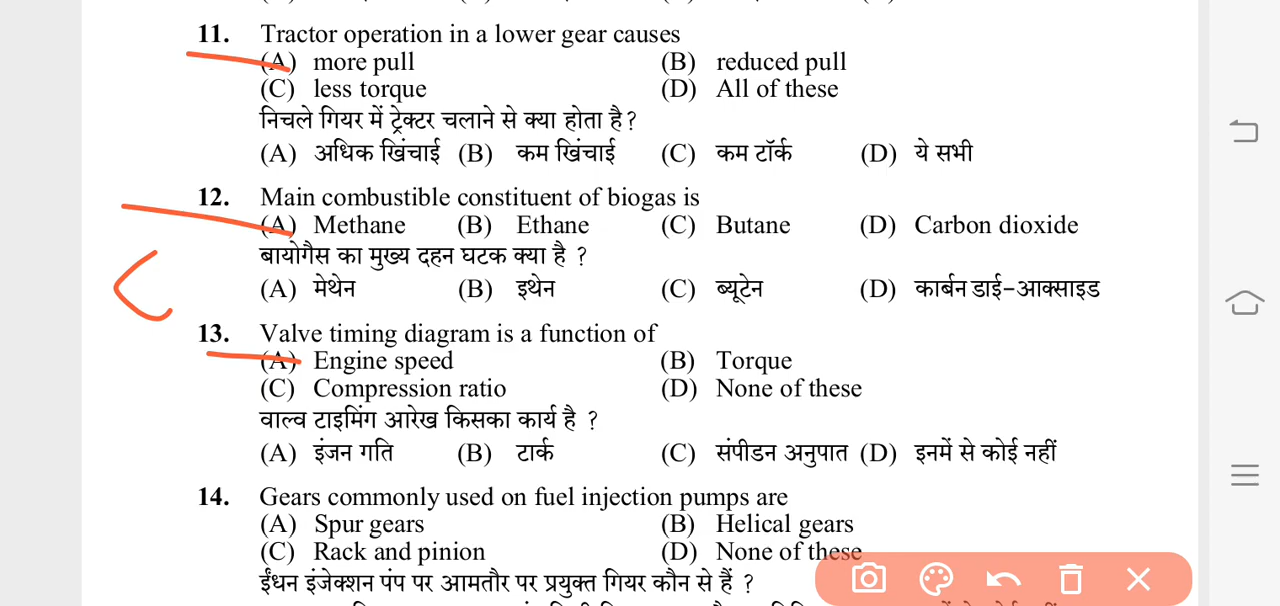 11. Tractor operation in a lower gear causes
(A) more pull (B) reduced pull
(C) less torque (D) All of these
निचले गियर में ट्रेक्टर चलाने से क्या होता है ?
(A) अधिक खिंचाई (B) कम खिंचाई (C) कम टॉर्क (D) ये सभी
12. Main combustible constituent of biogas is
(A) Methane (B) Ethane (C) Butane (D) Carbon dioxide
बायोगैस का मुख्य दहन घटक क्या है ?
(A) मेथेन (B) इथेन (C) ब्यूटेन (D) कार्बन डाई-आक्साइड
13. Valve timing diagram is a function of
(A) Engine speed (B) Torque
(C) Compression ratio (D) None of these
वाल्व टाइमिंग आरेख किसका कार्य है ?
(A) इंजन गति (B) टार्क (C) संपीडन अनुपात (D) इनमें से कोई नहीं
14. Gears commonly used on fuel injection pumps are
(A) Spur gears (B) Helical gears
(C) Rack and pinion (D) None of these
ईंधन इंजेक्शन पंप पर आमतौर पर प्रयुक्त गियर कौन से हैं ?